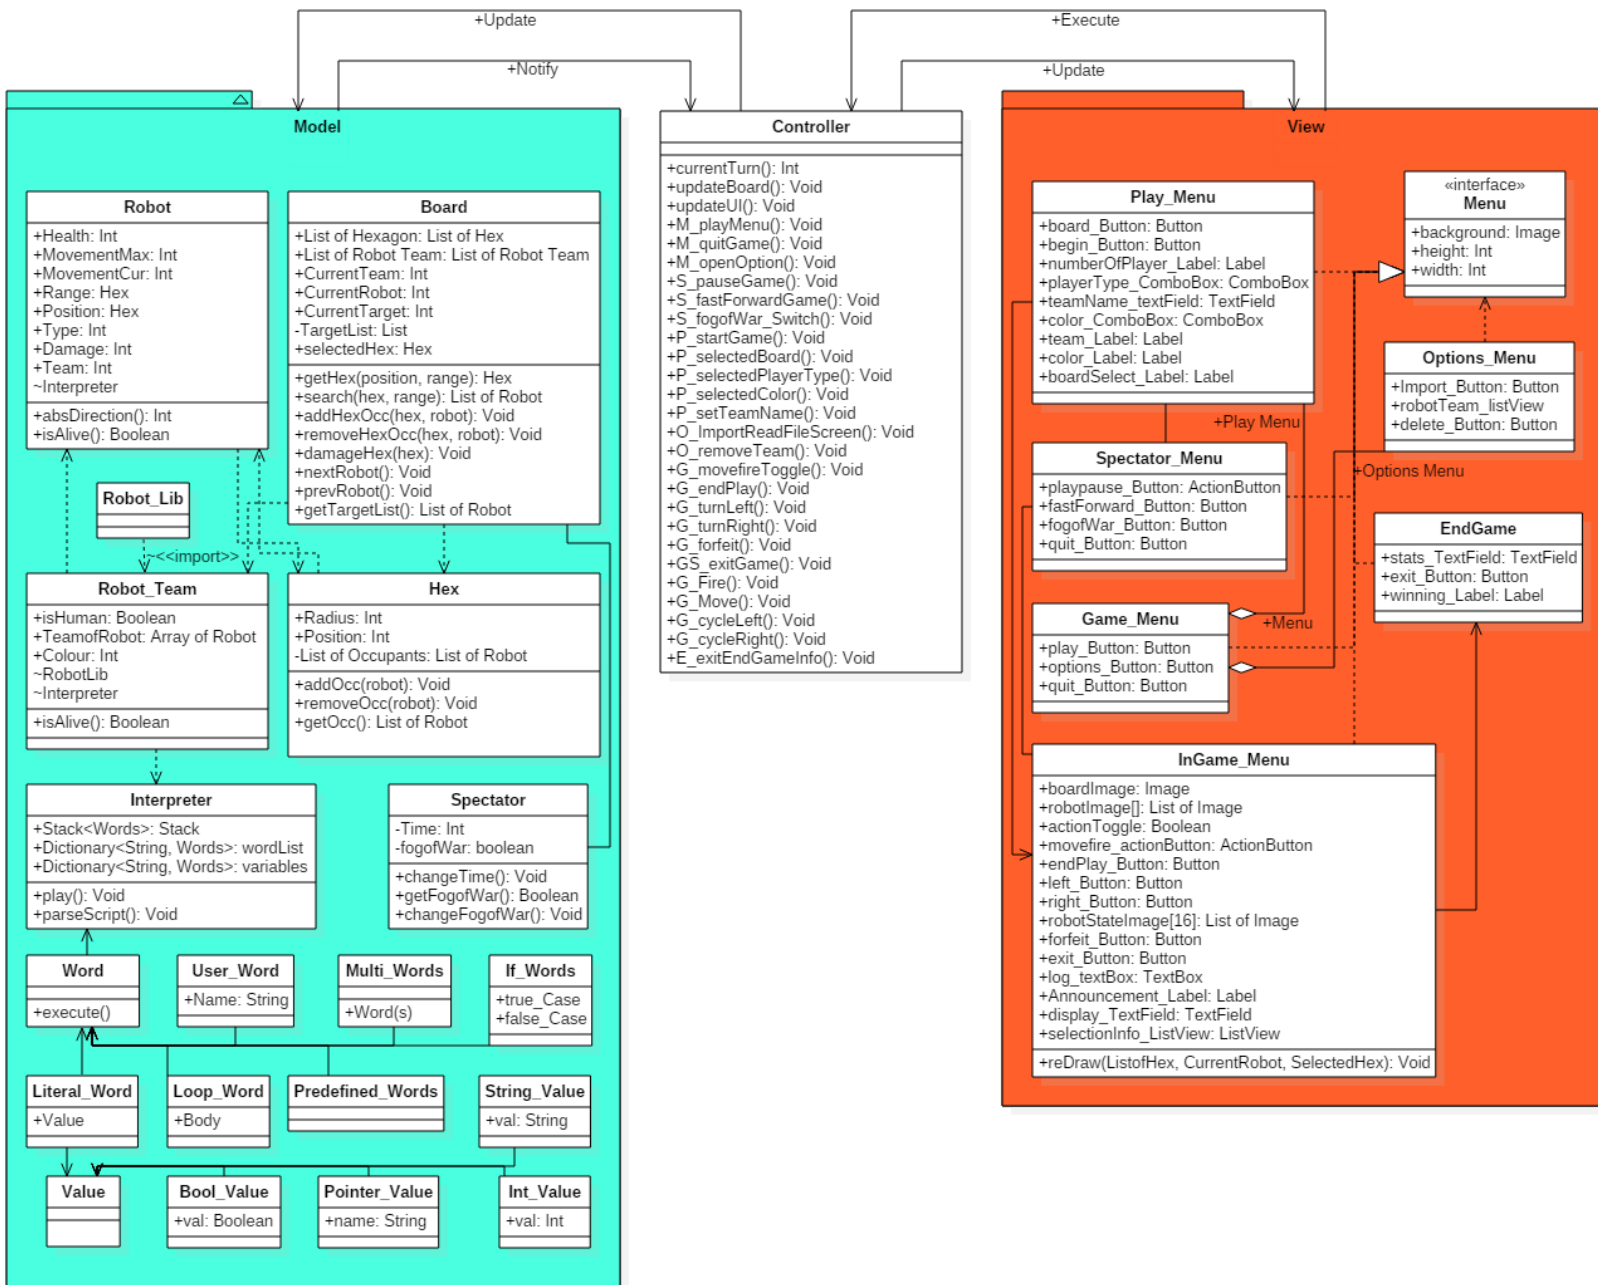 +Update
+Execute
+Notify
+Update
Model
Robot
+Health: Int
+MovementMax: Int
+MovementCur: Int
+Range: Hex
+Position: Hex
+Type: Int
+Damage: Int
+Team: Int
~Interpreter
+absDirection(): Int
+isAlive(): Boolean
Board
+List of Hexagon: List of Hex
+List of Robot Team: List of Robot Team
+CurrentTeam: Int
+CurrentRobot: Int
+CurrentTarget: Int
-TargetList: List
+selectedHex: Hex
+getHex(position, range): Hex
+search(hex, range): List of Robot
+addHexOcc(hex, robot): Void
+removeHexOcc(hex, robot): Void
+damageHex(hex): Void
+nextRobot(): Void
+prevRobot(): Void
+getTargetList(): List of Robot
Robot_Lib
~<<import>>
Robot_Team
+isHuman: Boolean
+TeamofRobot: Array of Robot
+Colour: Int
~RobotLib
~Interpreter
+isAlive(): Boolean
Hex
+Radius: Int
+Position: Int
-List of Occupants: List of Robot
+addOcc(robot): Void
+removeOcc(robot): Void
+getOcc(): List of Robot
Interpreter
+Stack<Words>: Stack
+Dictionary<String, Words>: wordList
+Dictionary<String, Words>: variables
+play(): Void
+parseScript(): Void
Spectator
-Time: Int
-fogofWar: boolean
+changeTime(): Void
+getFogofWar(): Boolean
+changeFogofWar(): Void
Word
+execute()
User_Word
+Name: String
Multi_Words
+Word(s)
If_Words
+true_Case
+false_Case
Literal_Word
+Value
Loop_Word
+Body
Predefined_Words
String_Value
+val: String
Value
Bool_Value
+val: Boolean
Pointer_Value
+name: String
Int_Value
+val: Int
Controller
+currentTurn(): Int
+updateBoard(): Void
+updateUI(): Void
+M_playMenu(): Void
+M_quitGame(): Void
+M_openOption(): Void
+S_pauseGame(): Void
+S_fastForwardGame(): Void
+S_fogofWar_Switch(): Void
+P_startGame(): Void
+P_selectedBoard(): Void
+P_selectedPlayerType(): Void
+P_selectedColor(): Void
+P_setTeamName(): Void
+O_ImportReadFileScreen(): Void
+O_removeTeam(): Void
+G_movefireToggle(): Void
+G_endPlay(): Void
+G_turnLeft(): Void
+G_turnRight(): Void
+G_forfeit(): Void
+GS_exitGame(): Void
+G_Fire(): Void
+G_Move(): Void
+G_cycleLeft(): Void
+G_cycleRight(): Void
+E_exitEndGameInfo(): Void
View
Play_Menu
+board_Button: Button
+begin_Button: Button
+numberOfPlayer_Label: Label
+playerType_ComboBox: ComboBox
+teamName_textField: TextField
+color_ComboBox: ComboBox
+team_Label: Label
+color_Label: Label
+boardSelect_Label: Label
«interface»
Menu
+background: Image
+height: Int
+width: Int
Options_Menu
+Import_Button: Button
+robotTeam_listView
+delete_Button: Button
+Play Menu
+Options Menu
Spectator_Menu
+playpause_Button: ActionButton
+fastForward_Button: Button
+fogofWar_Button: Button
+quit_Button: Button
EndGame
+stats_TextField: TextField
+exit_Button: Button
+winning_Label: Label
Game_Menu
+play_Button: Button
+options_Button: Button
+quit_Button: Button
+Menu
InGame_Menu
+boardImage: Image
+robotImage[]: List of Image
+actionToggle: Boolean
+movefire_actionButton: ActionButton
+endPlay_Button: Button
+left_Button: Button
+right_Button: Button
+robotStateImage[16]: List of Image
+forfeit_Button: Button
+exit_Button: Button
+log_textBox: TextBox
+Announcement_Label: Label
+display_TextField: TextField
+selectionInfo_ListView: ListView
+reDraw(ListofHex, CurrentRobot, SelectedHex): Void